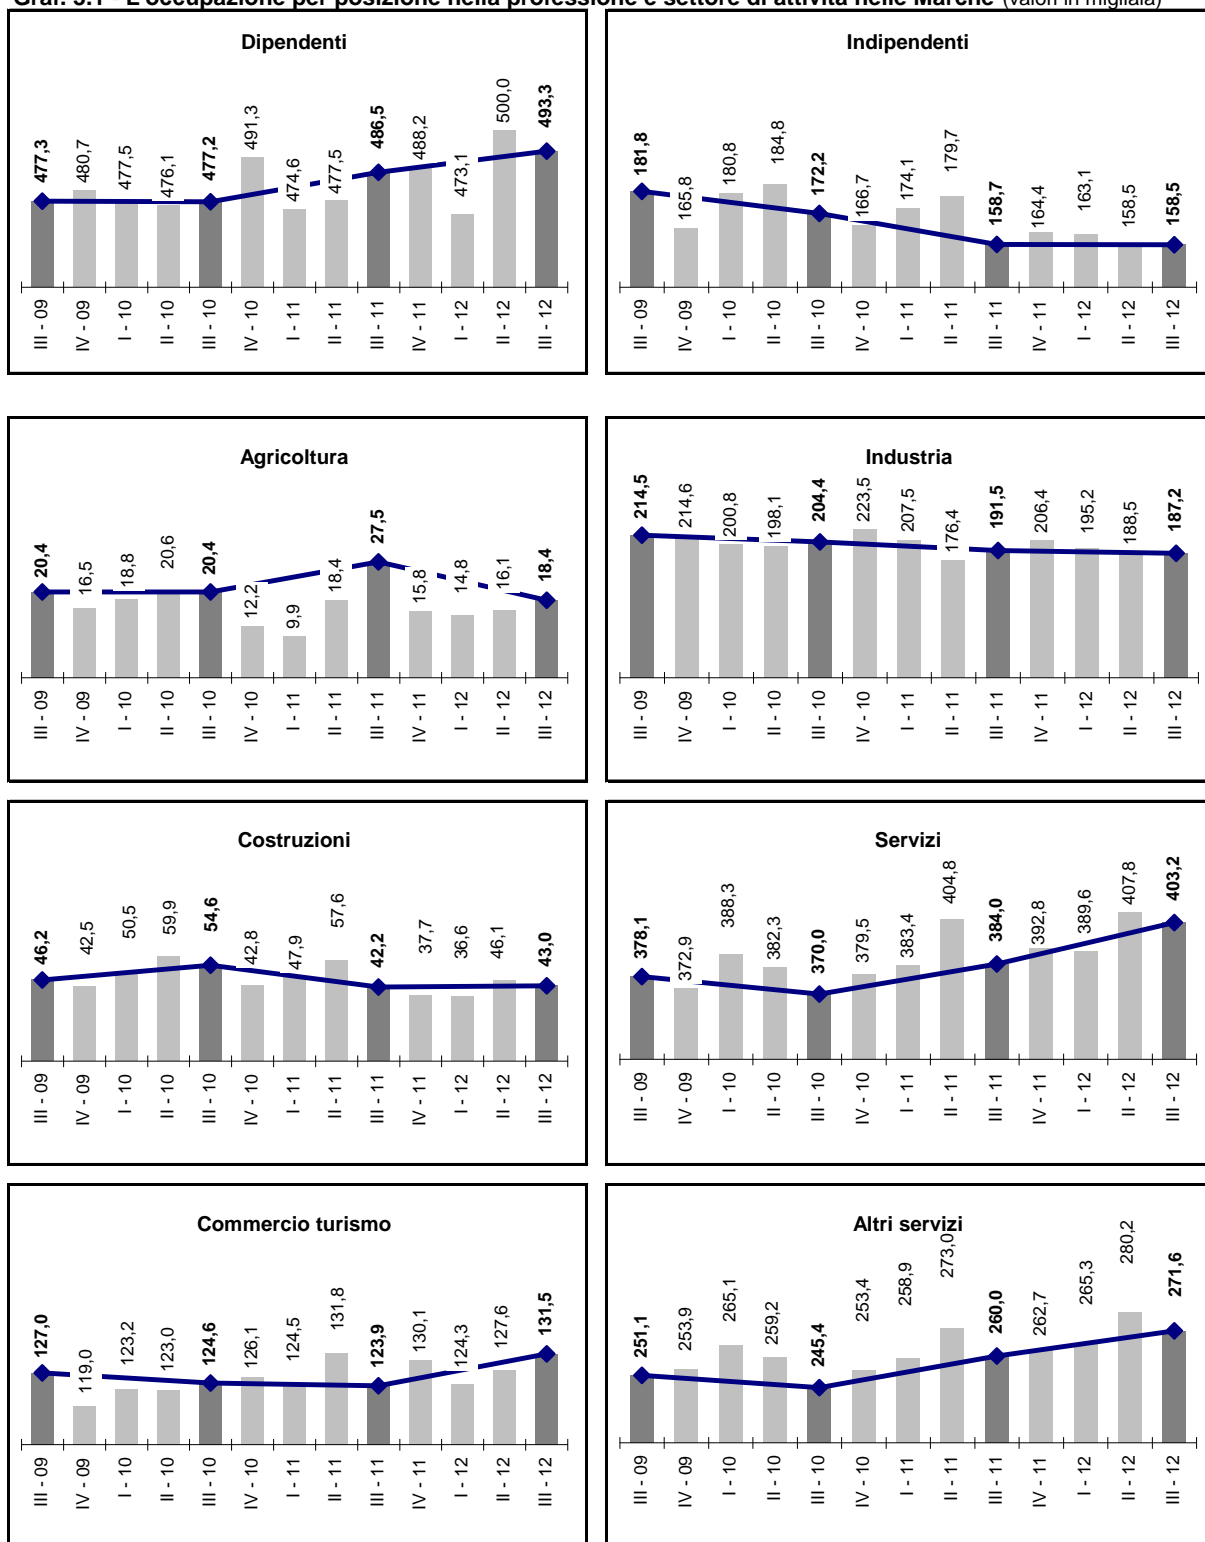 Graf. 3.1 - L'occupazione per posizione nella professione e settore di attività nelle Marche (valori in migliaia)
Dipendenti
477,3 480,7 477,5 476,1 477,2 491,3 474,6 477,5 486,5 488,2 473,1 500,0 493,3
III - 09 IV - 09 I - 10 II - 10 III - 10 IV - 10 I - 11 II - 11 III - 11 IV - 11 I - 12 II - 12 III - 12
Indipendenti
181,8 165,8 180,8 184,8 172,2 166,7 174,1 179,7 158,7 164,4 163,1 158,5 158,5
III - 09 IV - 09 I - 10 II - 10 III - 10 IV - 10 I - 11 II - 11 III - 11 IV - 11 I - 12 II - 12 III - 12
Agricoltura
20,4 16,5 18,8 20,6 20,4 12,2 9,9 18,4 27,5 15,8 14,8 16,1 18,4
III - 09 IV - 09 I - 10 II - 10 III - 10 IV - 10 I - 11 II - 11 III - 11 IV - 11 I - 12 II - 12 III - 12
Industria
214,5 214,6 200,8 198,1 204,4 223,5 207,5 176,4 191,5 206,4 195,2 188,5 187,2
III - 09 IV - 09 I - 10 II - 10 III - 10 IV - 10 I - 11 II - 11 III - 11 IV - 11 I - 12 II - 12 III - 12
Costruzioni
46,2 42,5 50,5 59,9 54,6 42,8 47,9 57,6 42,2 37,7 36,6 46,1 43,0
III - 09 IV - 09 I - 10 II - 10 III - 10 IV - 10 I - 11 II - 11 III - 11 IV - 11 I - 12 II - 12 III - 12
Servizi
378,1 372,9 388,3 382,3 370,0 379,5 383,4 404,8 384,0 392,8 389,6 407,8 403,2
III - 09 IV - 09 I - 10 II - 10 III - 10 IV - 10 I - 11 II - 11 III - 11 IV - 11 I - 12 II - 12 III - 12
Commercio turismo
127,0 119,0 123,2 123,0 124,6 126,1 124,5 131,8 123,9 130,1 124,3 127,6 131,5
III - 09 IV - 09 I - 10 II - 10 III - 10 IV - 10 I - 11 II - 11 III - 11 IV - 11 I - 12 II - 12 III - 12
Altri servizi
251,1 253,9 265,1 259,2 245,4 253,4 258,9 273,0 260,0 262,7 265,3 280,2 271,6
III - 09 IV - 09 I - 10 II - 10 III - 10 IV - 10 I - 11 II - 11 III - 11 IV - 11 I - 12 II - 12 III - 12